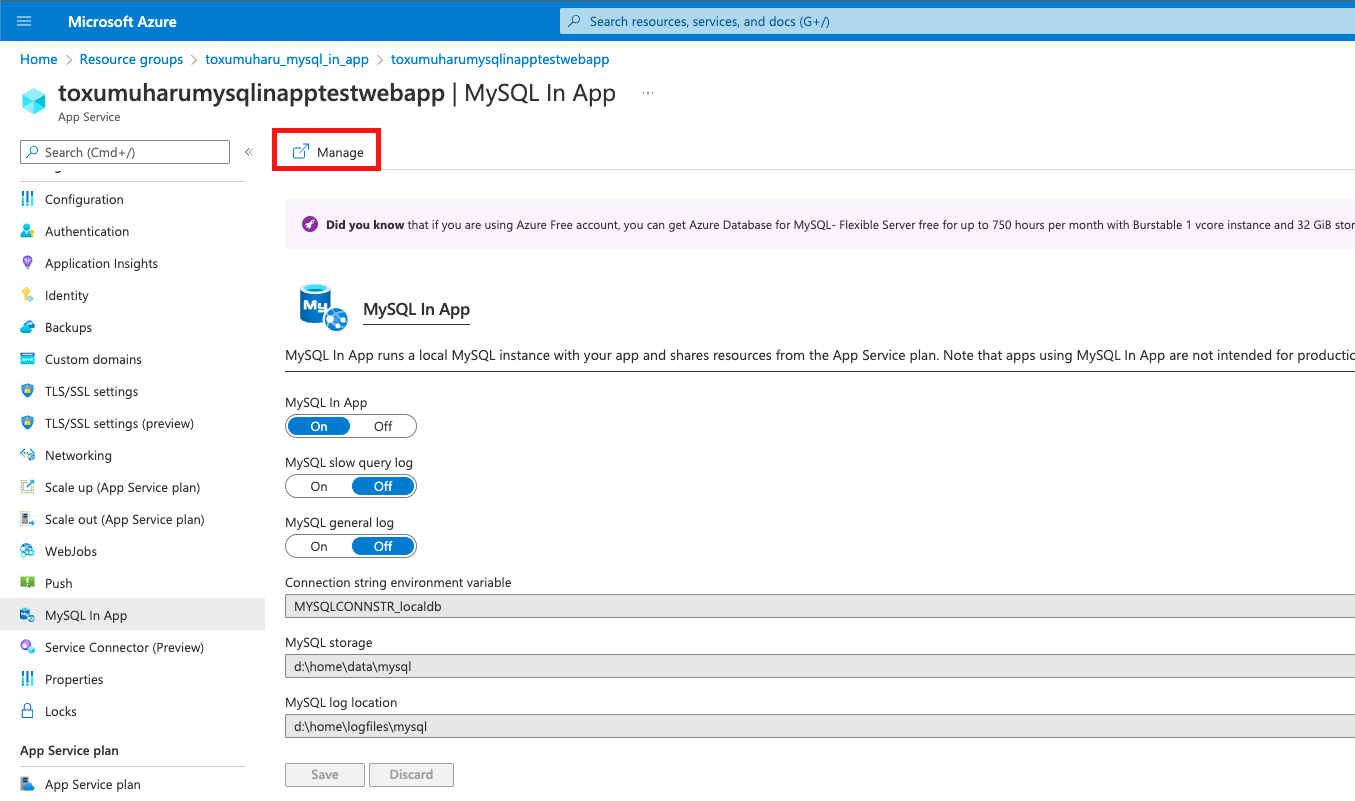 Microsoft Azure
Search resources, services, and docs (G+/)
Home > Resource groups > toxumuharu_mysql_in_app > toxumuharumysqlinapptestwebapp
toxumuharumysqlinapptestwebapp | MySQL In App ...
App Service
Search (Cmd+/)
«
Manage
Configuration
Authentication
Application Insights
Identity
Backups
Custom domains
TLS/SSL settings
TLS/SSL settings (preview)
Networking
Scale up (App Service plan)
Scale out (App Service plan)
WebJobs
Push
MySQL In App
Service Connector (Preview)
Properties
Locks
App Service plan
App Service plan
Did you know that if you are using Azure Free account, you can get Azure Database for MySQL- Flexible Server free for up to 750 hours per month with Burstable 1 vcore instance and 32 GiB stor
My
MySQL In App
MySQL In App runs a local MySQL instance with your app and shares resources from the App Service plan. Note that apps using MySQL In App are not intended for productio
MySQL In App
On Off
MySQL slow query log
On Off
MySQL general log
On Off
Connection string environment variable
MYSQLCONNSTR_localdb
MySQL storage
d:\home\data\mysql
MySQL log location
d:\home\logfiles\mysql
Save Discard